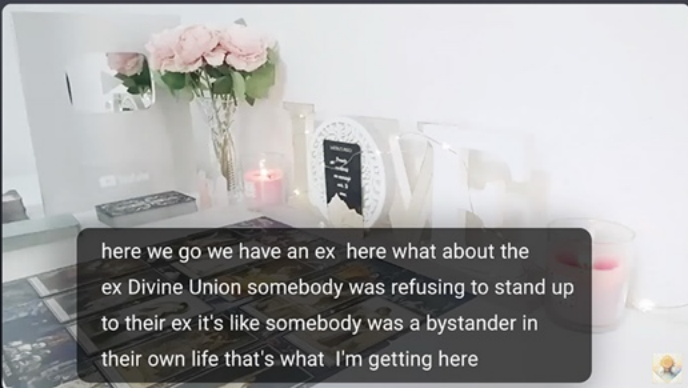 YouTube
here we go we have an ex  here what about the
ex Divine Union somebody was refusing to stand up
to their ex it's like somebody was a bystander in
their own life that's what  I'm getting here